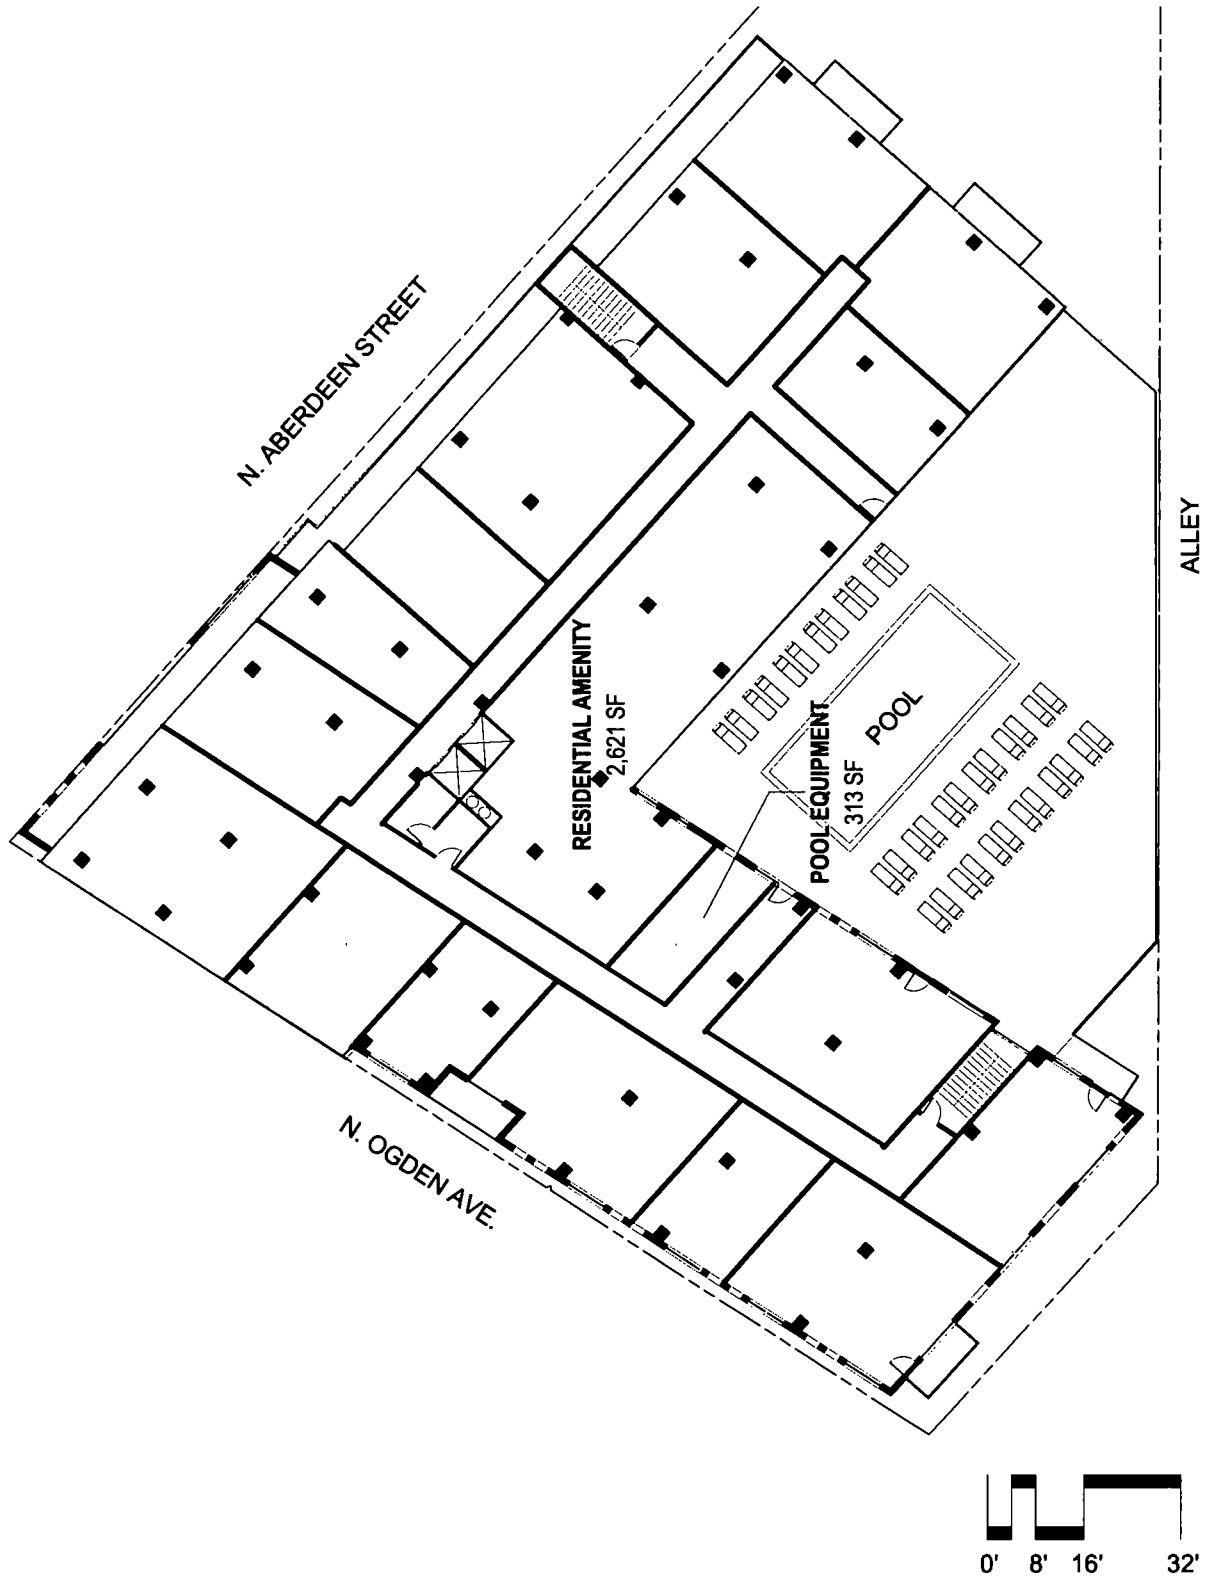 N. ABERDEEN STREET
ALLEY
RESIDENTIAL AMENITY
2,621 SF
POOL
POOL EQUIPMENT
313 SF
N. OGDEN AVE.
0' 8' 16' 32'